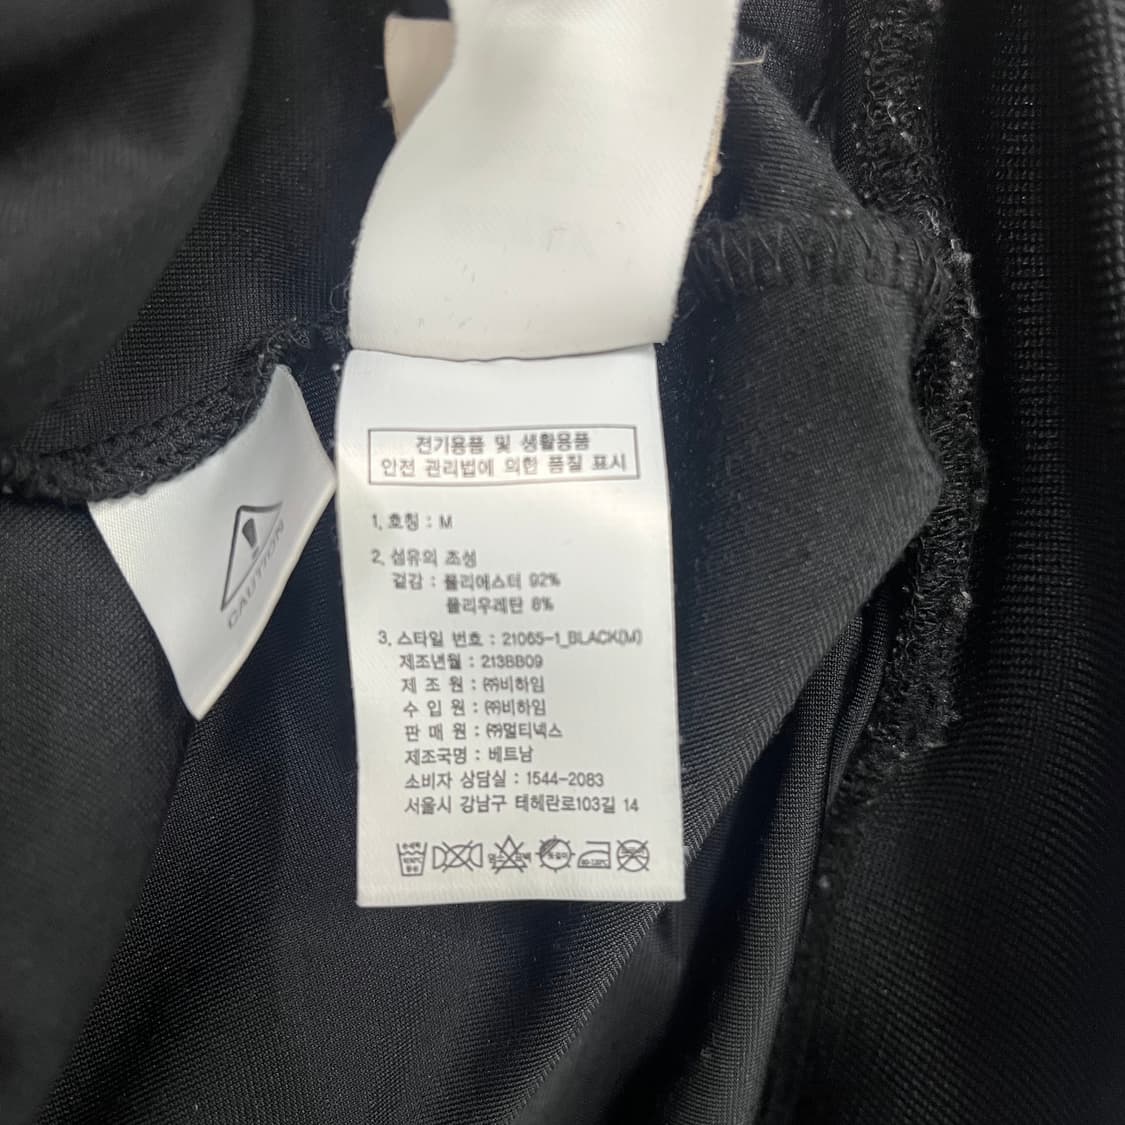 전기용품 및 생활용품
안전 관리법에 의한 품질 표시
1. 호칭 : M
2. 섬유의 조성
겉감 : 폴리에스터 92%
폴리우레탄 8%
3. 스타일 번호 : 21065-1_BLACK(M)
제조년월 : 213BB09
제 조 원 : ㈜비하임
수 입 원 : ㈜비하임
판 매 원 : ㈜멀티넥스
제조국명 : 베트남
소비자 상담실 : 1544-2083
서울시 강남구 테헤란로103길 14
CAUTION